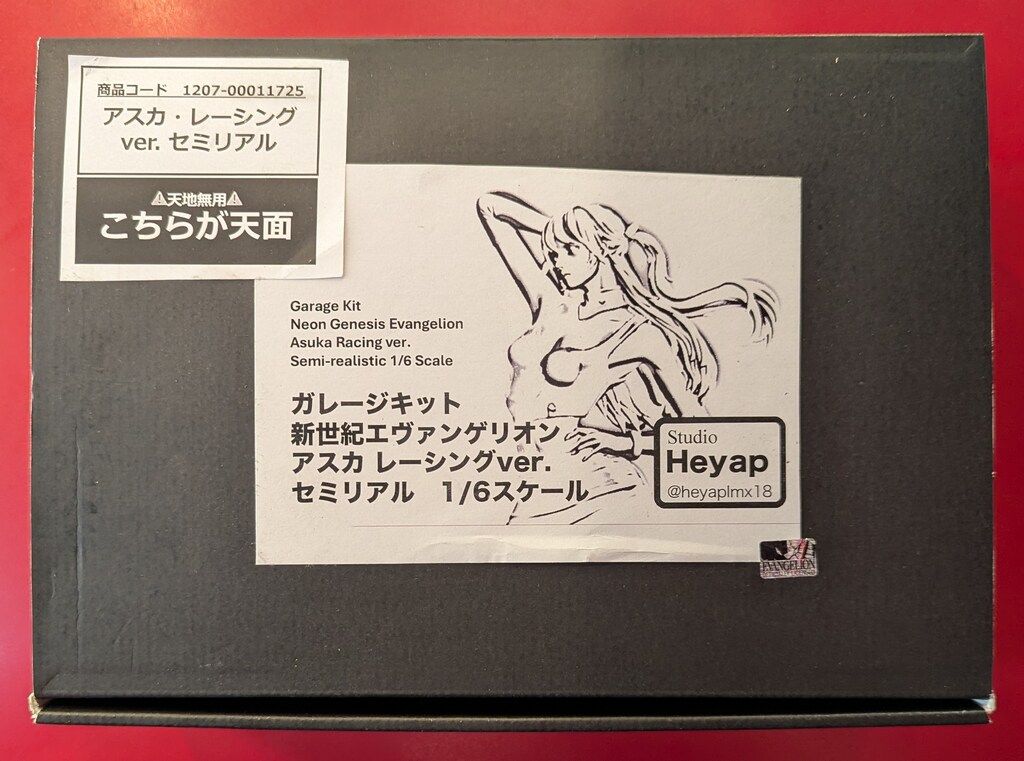 商品コード 1207-00011725
アスカ・レーシング
ver. セミリアル
⚠天地無用⚠
こちらが天面
Garage Kit
Neon Genesis Evangelion
Asuka Racing ver.
Semi-realistic 1/6 Scale
ガレージキット
新世紀エヴァンゲリオン
アスカ レーシングver.
セミリアル 1/6スケール
Studio
Heyap
@heyaplmx18
EVANGELION